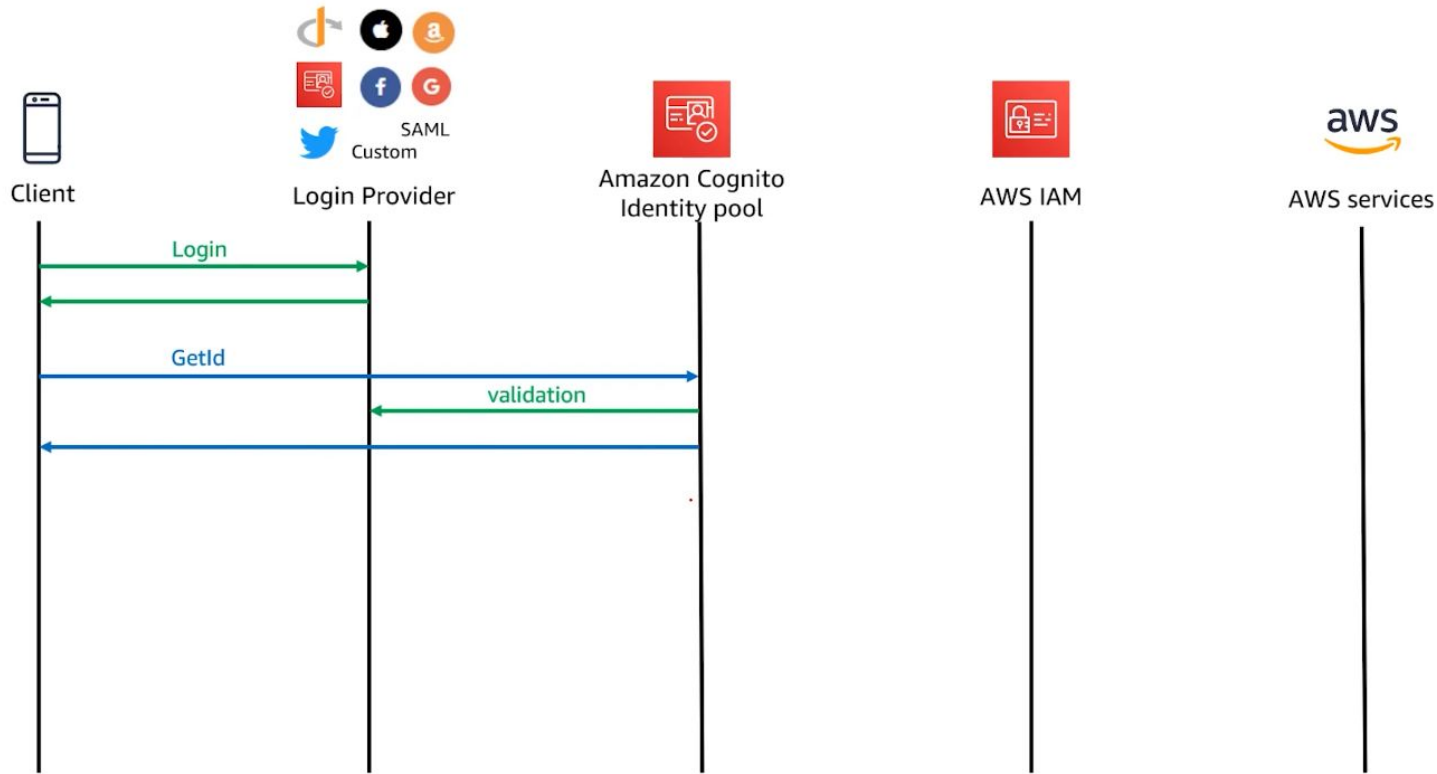 SAML
Custom
aws
Client
Login Provider
Amazon Cognito
Identity pool
AWS IAM
AWS services
Login
GetId
validation